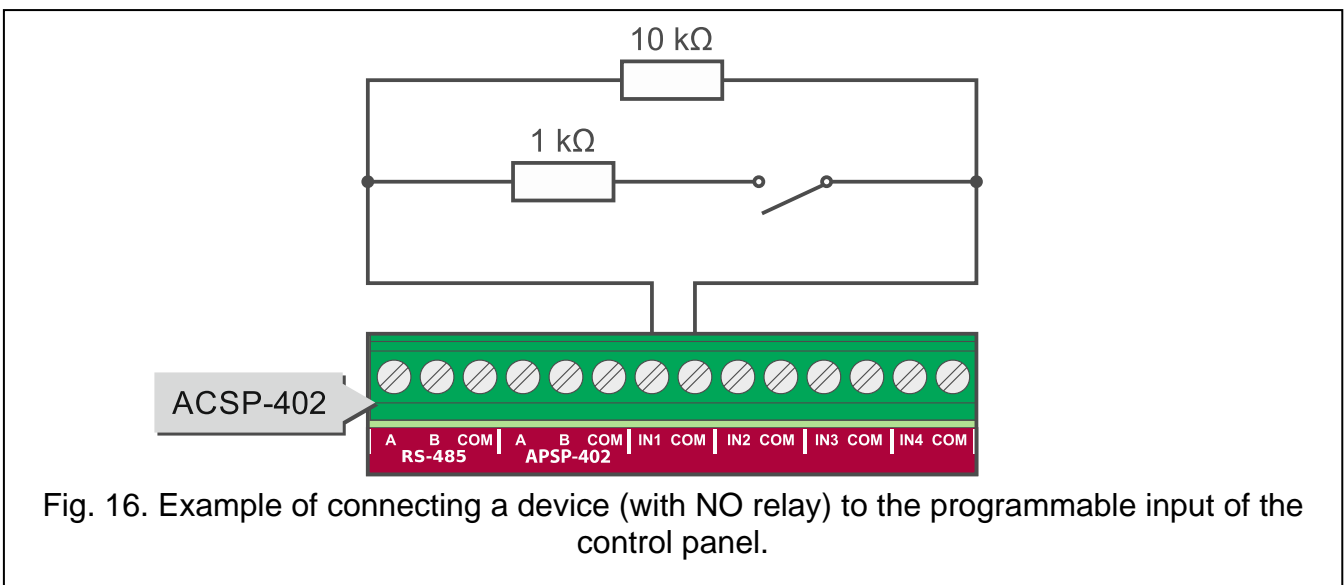 10 kΩ
1 kΩ
ACSP-402
A B COM A B COM IN1 COM IN2 COM IN3 COM IN4 COM
RS-485 APSP-402
Fig. 16. Example of connecting a device (with NO relay) to the programmable input of the
control panel.